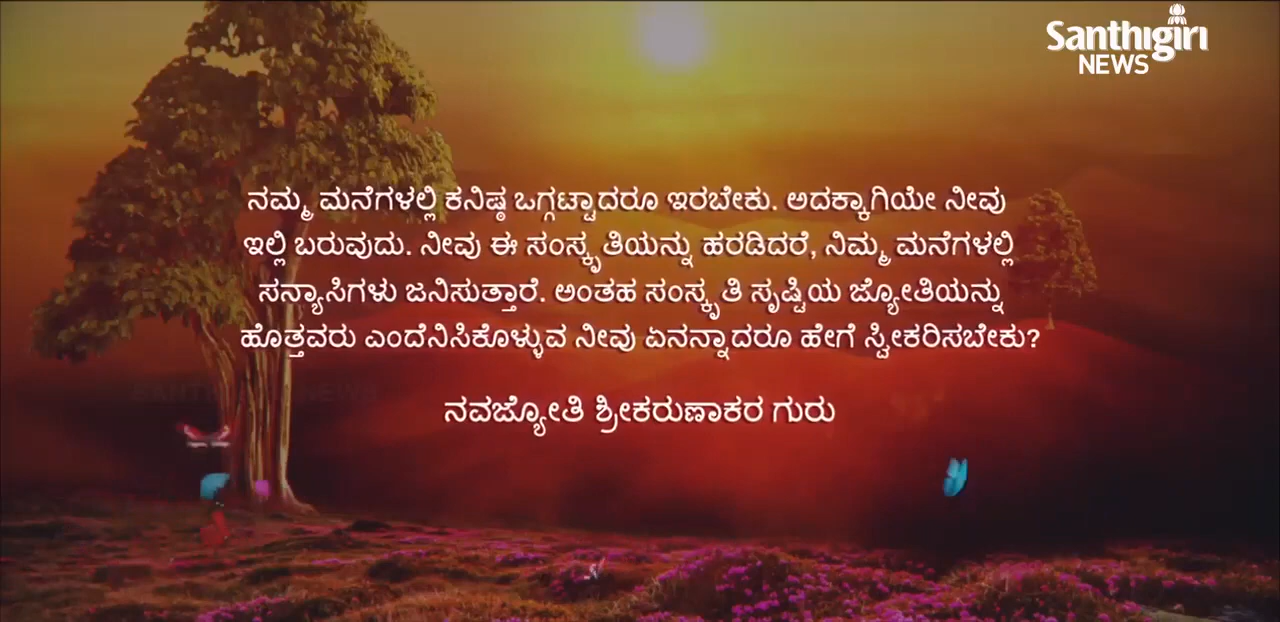 Santhigiri
NEWS
ನಮ್ಮ ಮನೆಗಳಲ್ಲಿ ಕನಿಷ್ಠ ಒಗ್ಗಟ್ಟಾದರೂ ಇರಬೇಕು. ಅದಕ್ಕಾಗಿಯೇ ನೀವು
ಇಲ್ಲಿ ಬರುವುದು. ನೀವು ಈ ಸಂಸ್ಕೃತಿಯನ್ನು ಹರಡಿದರೆ, ನಿಮ್ಮ ಮನೆಗಳಲ್ಲಿ
ಸನ್ಯಾಸಿಗಳು ಜನಿಸುತ್ತಾರೆ. ಅಂತಹ ಸಂಸ್ಕೃತಿ ಸೃಷ್ಟಿಯ ಜ್ಯೋತಿಯನ್ನು
ಹೊತ್ತವರು ಎಂದೆನಿಸಿಕೊಳ್ಳುವ ನೀವು ಏನನ್ನಾದರೂ ಹೇಗೆ ಸ್ವೀಕರಿಸಬೇಕು?
ನವಜ್ಯೋತಿ ಶ್ರೀಕರುಣಾಕರ ಗುರು